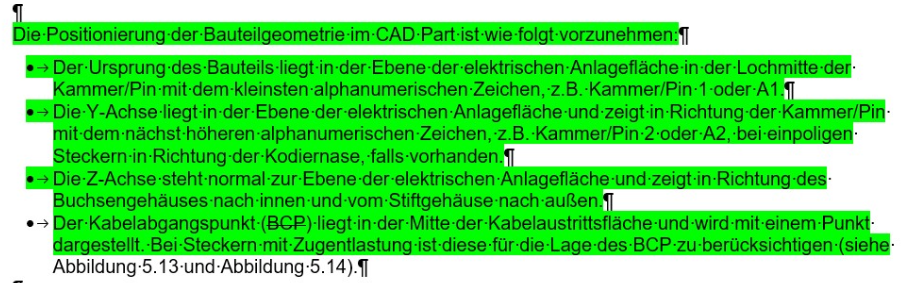 ¶
Die Positionierung der Bauteilgeometrie im CAD Part ist wie folgt vorzunehmen:¶
•→Der Ursprung des Bauteils liegt in der Ebene der elektrischen Anlagefläche in der Lochmitte der
Kammer/Pin mit dem kleinsten alphanumerischen Zeichen, z.B. Kammer/Pin 1 oder A1.¶
•→Die Y-Achse liegt in der Ebene der elektrischen Anlagefläche und zeigt in Richtung der Kammer/Pin
mit dem nächst höheren alphanumerischen Zeichen, z.B. Kammer/Pin 2 oder A2, bei einpoligen
Steckern in Richtung der Kodiernase, falls vorhanden.¶
•→Die Z-Achse steht normal zur Ebene der elektrischen Anlagefläche und zeigt in Richtung des
Buchsengehäuses nach innen und vom Stiftgehäuse nach außen.¶
•→Der Kabelabgangspunkt (BCP) liegt in der Mitte der Kabelaustrittsfläche und wird mit einem Punkt
dargestellt. Bei Steckern mit Zugentlastung ist diese für die Lage des BCP zu berücksichtigen (siehe
Abbildung 5.13 und Abbildung 5.14).¶